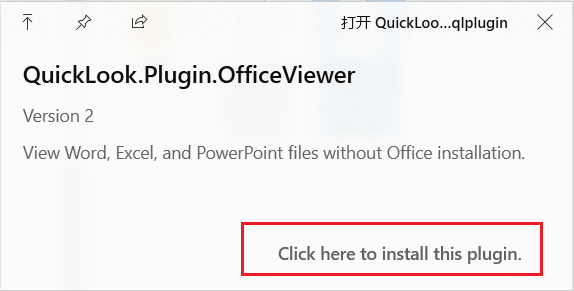 打开 QuickLoo...qlplugin
QuickLook.Plugin.OfficeViewer
Version 2
View Word, Excel, and PowerPoint files without Office installation.
Click here to install this plugin.